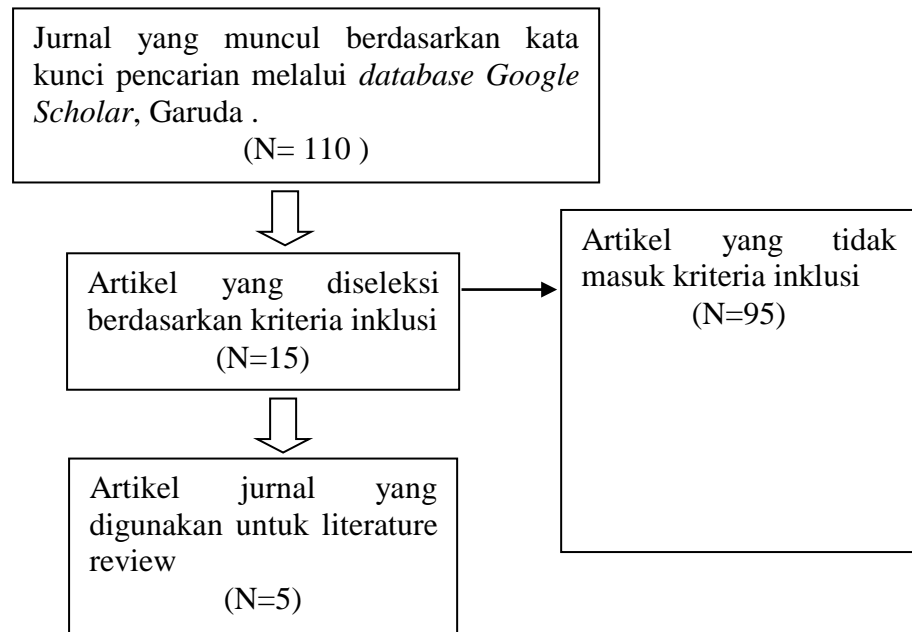 Jurnal yang muncul berdasarkan kata
kunci pencarian melalui database Google
Scholar, Garuda .
(N= 110 )
Artikel yang diseleksi
berdasarkan kriteria inklusi
(N=15)
Artikel yang tidak
masuk kriteria inklusi
(N=95)
Artikel jurnal yang
digunakan untuk literature
review
(N=5)